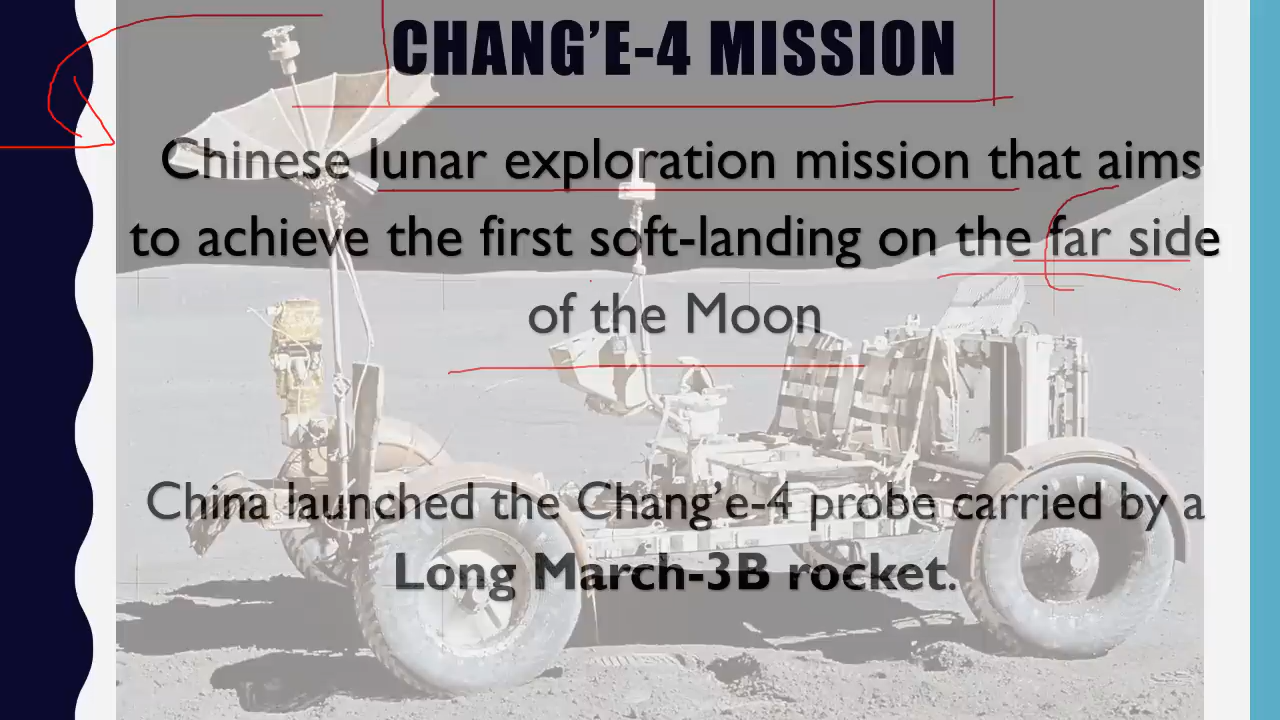 CHANG’E-4 MISSION
Chinese lunar exploration mission that aims
to achieve the first soft-landing on the far side
of the Moon
China launched the Chang’e-4 probe carried by a
Long March-3B rocket.